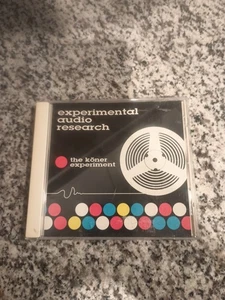 experimental
audio
research
the köner
experiment